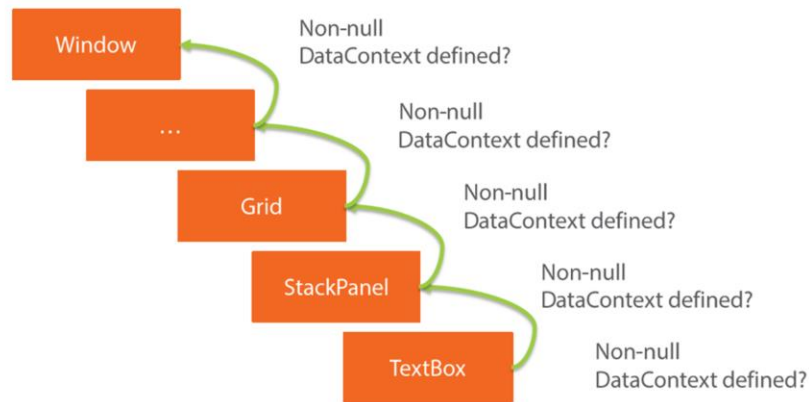 Window
Non-null
DataContext defined?
...
Non-null
DataContext defined?
Grid
Non-null
DataContext defined?
StackPanel
Non-null
DataContext defined?
TextBox
Non-null
DataContext defined?